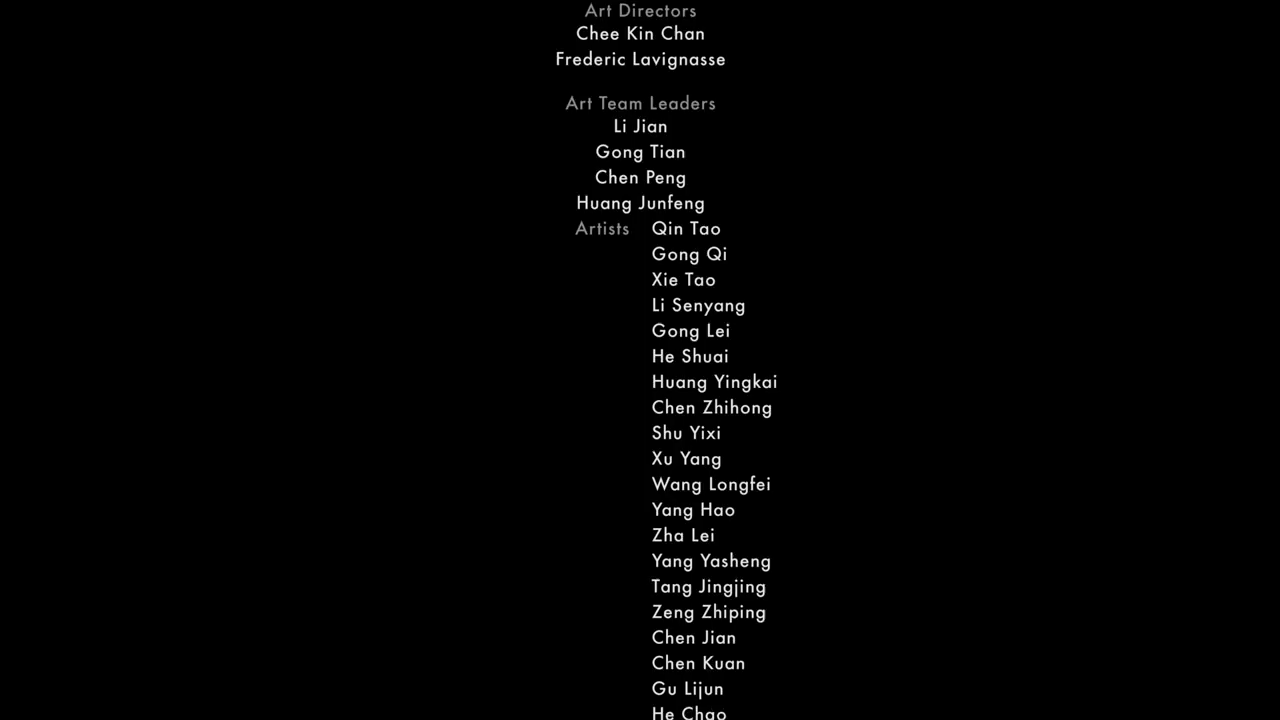 Art Directors
Chee Kin Chan
Frederic Lavignasse
Art Team Leaders
Li Jian
Gong Tian
Chen Peng
Huang Junfeng
Artists Qin Tao
Gong Qi
Xie Tao
Li Senyang
Gong Lei
He Shuai
Huang Yingkai
Chen Zhihong
Shu Yixi
Xu Yang
Wang Longfei
Yang Hao
Zha Lei
Yang Yasheng
Tang Jingjing
Zeng Zhiping
Chen Jian
Chen Kuan
Gu Lijun
He Chao